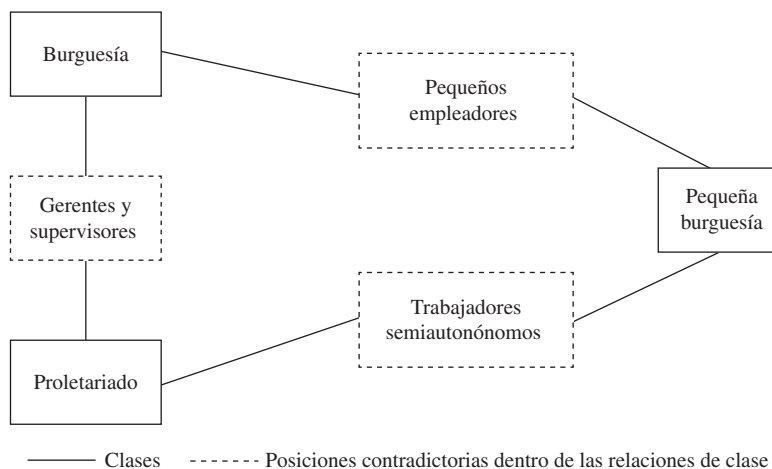 Burguesía
Pequeños
empleadores
Gerentes y
supervisores
Pequeña
burguesía
Trabajadores
semiautonónomos
Proletariado
Clases
Posiciones contradictorias dentro de las relaciones de clase